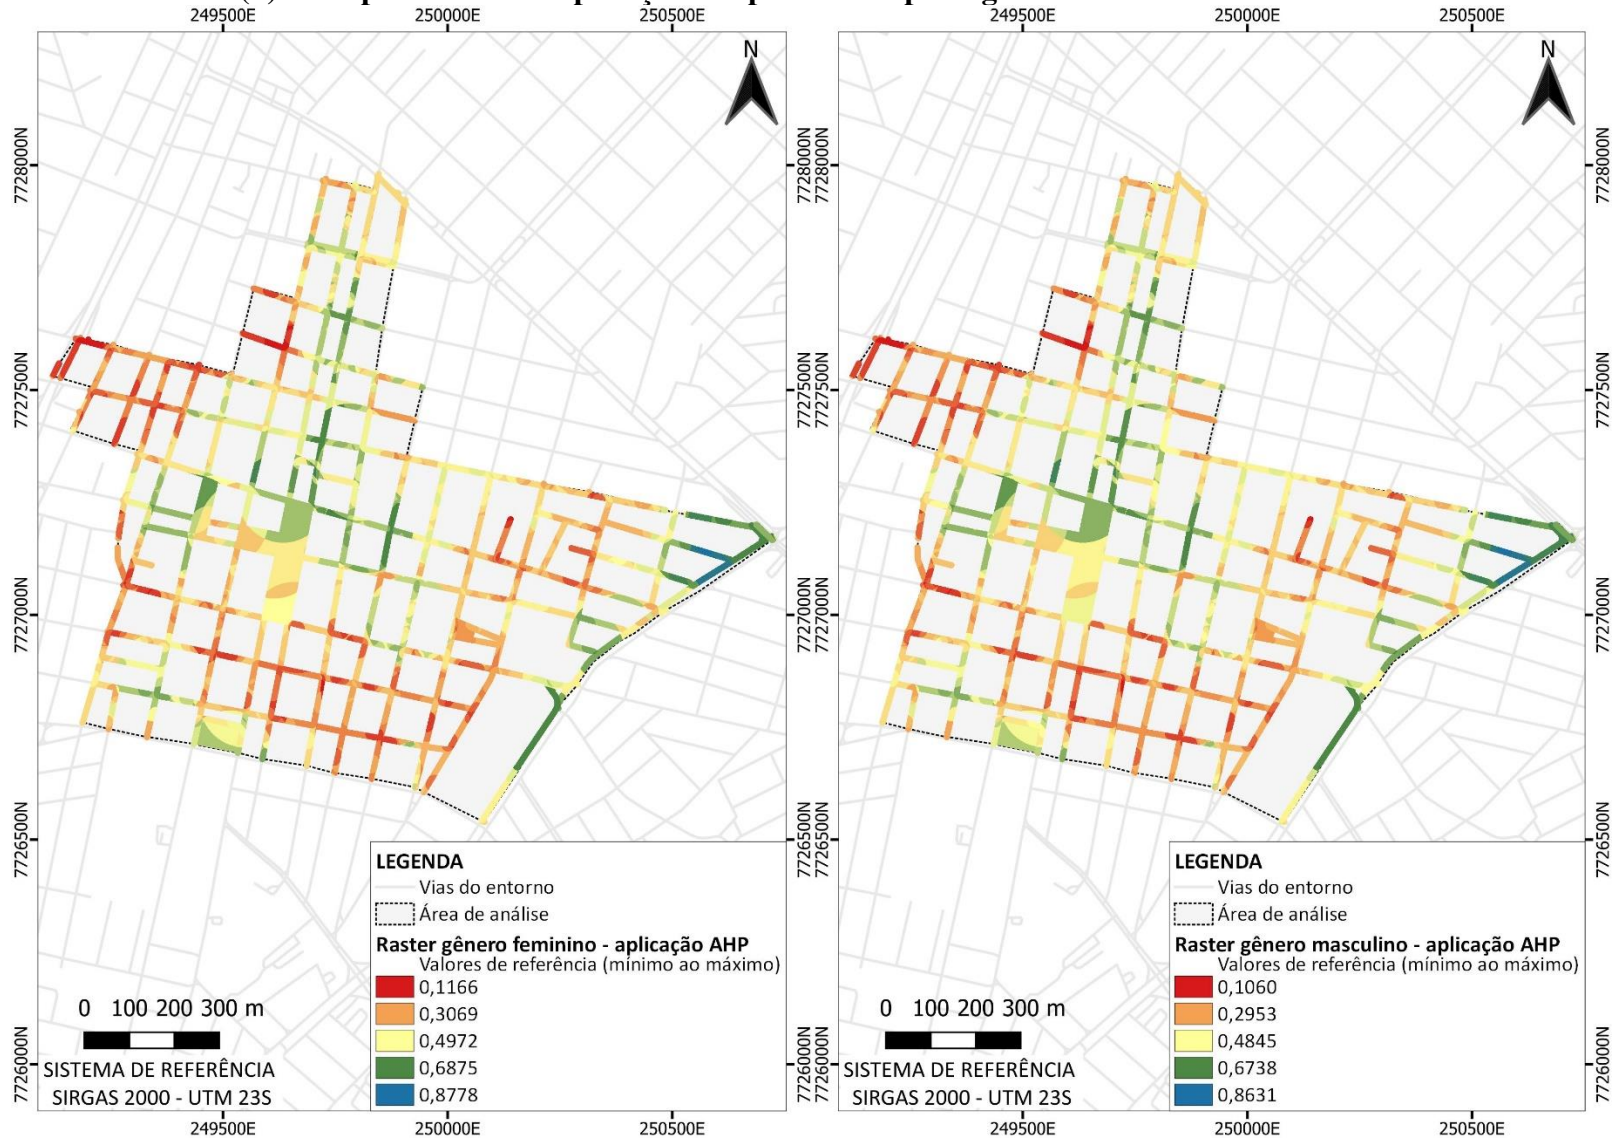 249500E 250000E 250500E 249500E 250000E 250500E
N N
7728000N 7728000N 7728000N 7728000N
7727500N 7727500N 7727500N 7727500N
7727000N 7727000N 7727000N 7727000N
7726500N 7726500N 7726500N 7726500N
7726000N 7726000N 7726000N 7726000N
LEGENDA
Vias do entorno
Área de análise
Raster gênero feminino - aplicação AHP
Valores de referência (mínimo ao máximo)
0,1166
0,3069
0,4972
0,6875
0,8778
0 100 200 300 m
SISTEMA DE REFERÊNCIA
SIRGAS 2000 - UTM 23S
LEGENDA
Vias do entorno
Área de análise
Raster gênero masculino - aplicação AHP
Valores de referência (mínimo ao máximo)
0,1060
0,2953
0,4845
0,6738
0,8631
0 100 200 300 m
SISTEMA DE REFERÊNCIA
SIRGAS 2000 - UTM 23S
249500E 250000E 250500E 249500E 250000E 250500E